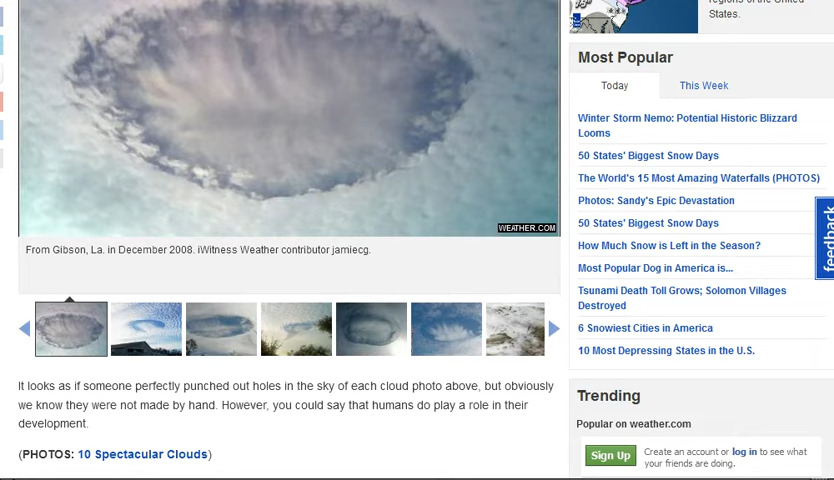 regions of the United
States.
WEATHER.COM
From Gibson, La. in December 2008. iWitness Weather contributor jamiecg.
It looks as if someone perfectly punched out holes in the sky of each cloud photo above, but obviously
we know they were not made by hand. However, you could say that humans do play a role in their
development.
(PHOTOS: 10 Spectacular Clouds)
Most Popular
Today
This Week
Winter Storm Nemo: Potential Historic Blizzard
Looms
50 States' Biggest Snow Days
The World's 15 Most Amazing Waterfalls (PHOTOS)
Photos: Sandy's Epic Devastation
50 States' Biggest Snow Days
How Much Snow is Left in the Season?
Most Popular Dog in America is...
Tsunami Death Toll Grows; Solomon Villages
Destroyed
6 Snowiest Cities in America
10 Most Depressing States in the U.S.
feedback
Trending
Popular on weather.com
Sign Up
Create an account or log in to see what
your friends are doing.